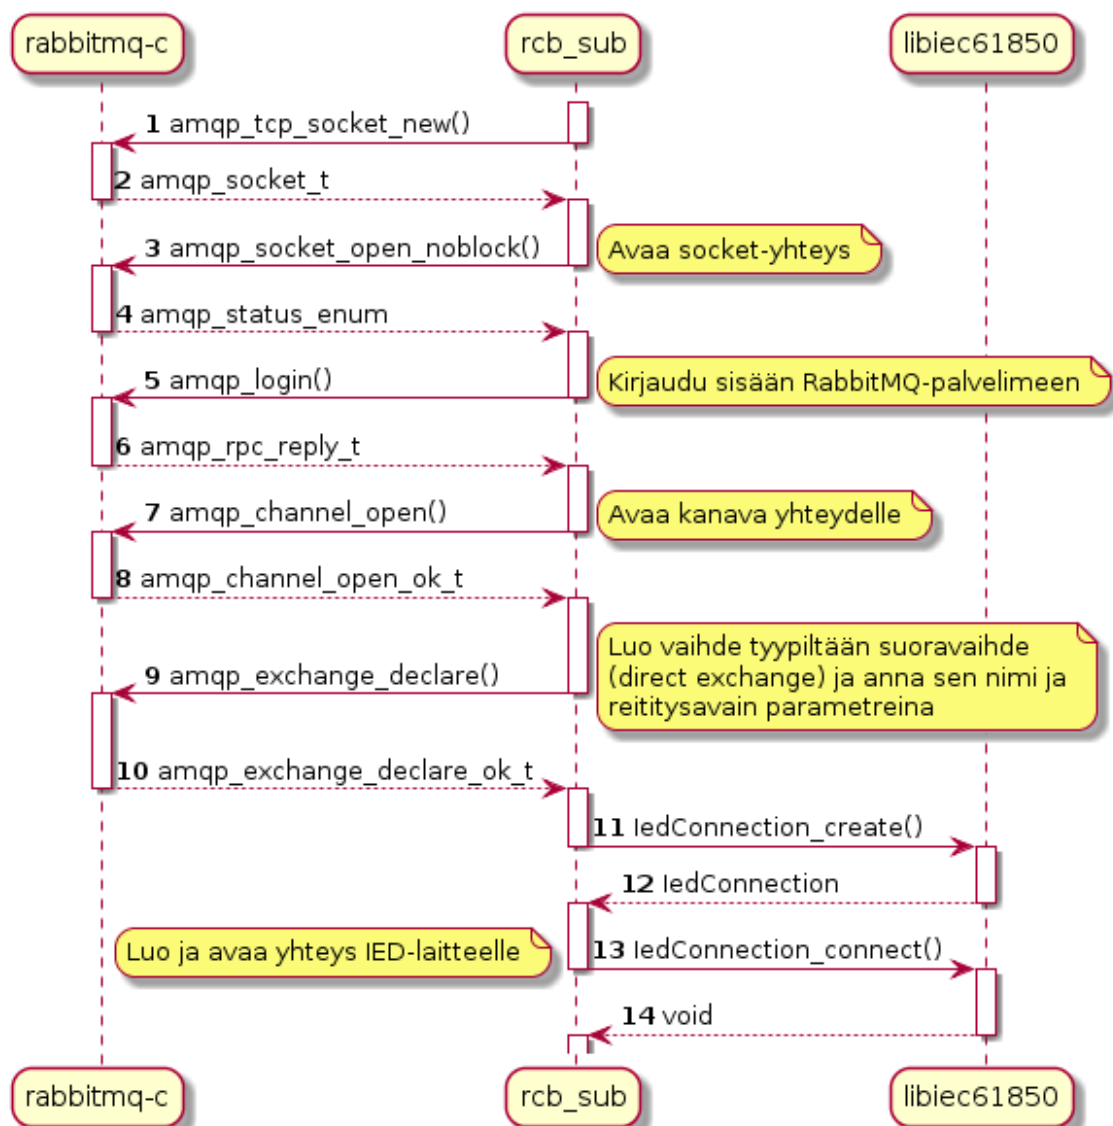 rabbitmq-c
rcb_sub
libiec61850
1 amqp_tcp_socket_new()
2 amqp_socket_t
3 amqp_socket_open_noblock()
Avaa socket-yhteys
4 amqp_status_enum
5 amqp_login()
Kirjaudu sisään RabbitMQ-palvelimeen
6 amqp_rpc_reply_t
7 amqp_channel_open()
Avaa kanava yhteydelle
8 amqp_channel_open_ok_t
9 amqp_exchange_declare()
Luo vaihde tyypiltään suoravaihde
(direct exchange) ja anna sen nimi ja
reititysavain parametreina
10 amqp_exchange_declare_ok_t
11 IedConnection_create()
12 IedConnection
Luo ja avaa yhteys IED-laitteelle
13 IedConnection_connect()
14 void
rabbitmq-c
rcb_sub
libiec61850